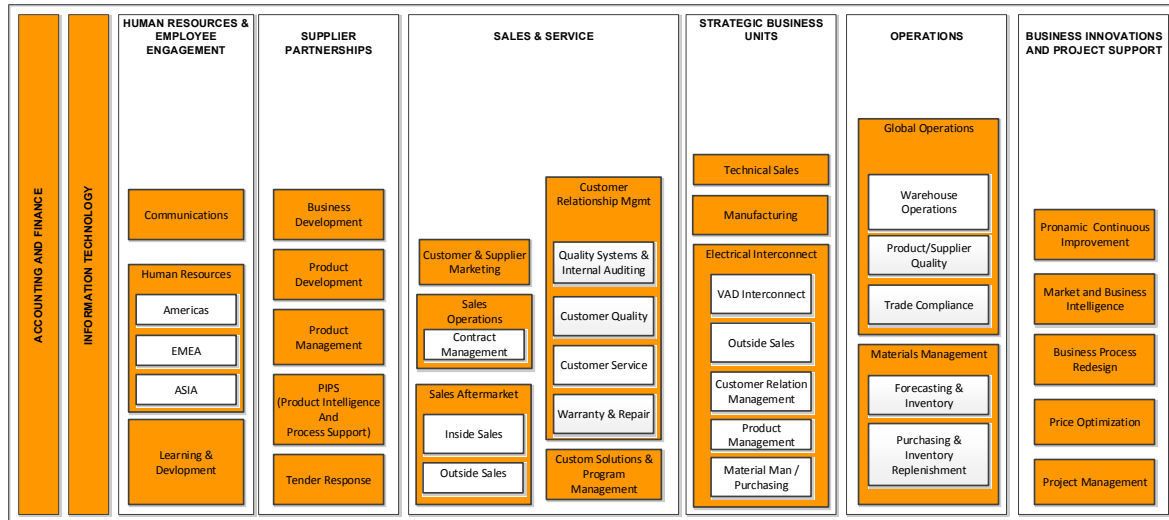 ACCOUNTING AND FINANCE
INFORMATION TECHNOLOGY
HUMAN RESOURCES &
EMPLOYEE
ENGAGEMENT
Communications
Human Resources
Americas
EMEA
ASIA
Learning &
Devlopment
SUPPLIER
PARTNERSHIPS
Business
Development
Product
Development
Product
Management
PIPS
(Product Intelligence
And
Process Support)
Tender Response
SALES & SERVICE
Customer & Supplier
Marketing
Sales
Operations
Contract
Management
Sales Aftermarket
Inside Sales
Outside Sales
Customer
Relationship Mgmt
Quality Systems &
Internal Auditing
Customer Quality
Customer Service
Warranty & Repair
Custom Solutions &
Program
Management
STRATEGIC BUSINESS
UNITS
Technical Sales
Manufacturing
Electrical Interconnect
VAD Interconnect
Outside Sales
Customer Relation
Management
Product
Management
Material Man /
Purchasing
OPERATIONS
Global Operations
Warehouse
Operations
Product/Supplier
Quality
Trade Compliance
Materials Management
Forecasting &
Inventory
Purchasing &
Inventory
Replenishment
BUSINESS INNOVATIONS
AND PROJECT SUPPORT
Pronamic Continuous
Improvement
Market and Business
Intelligence
Business Process
Redesign
Price Optimization
Project Management